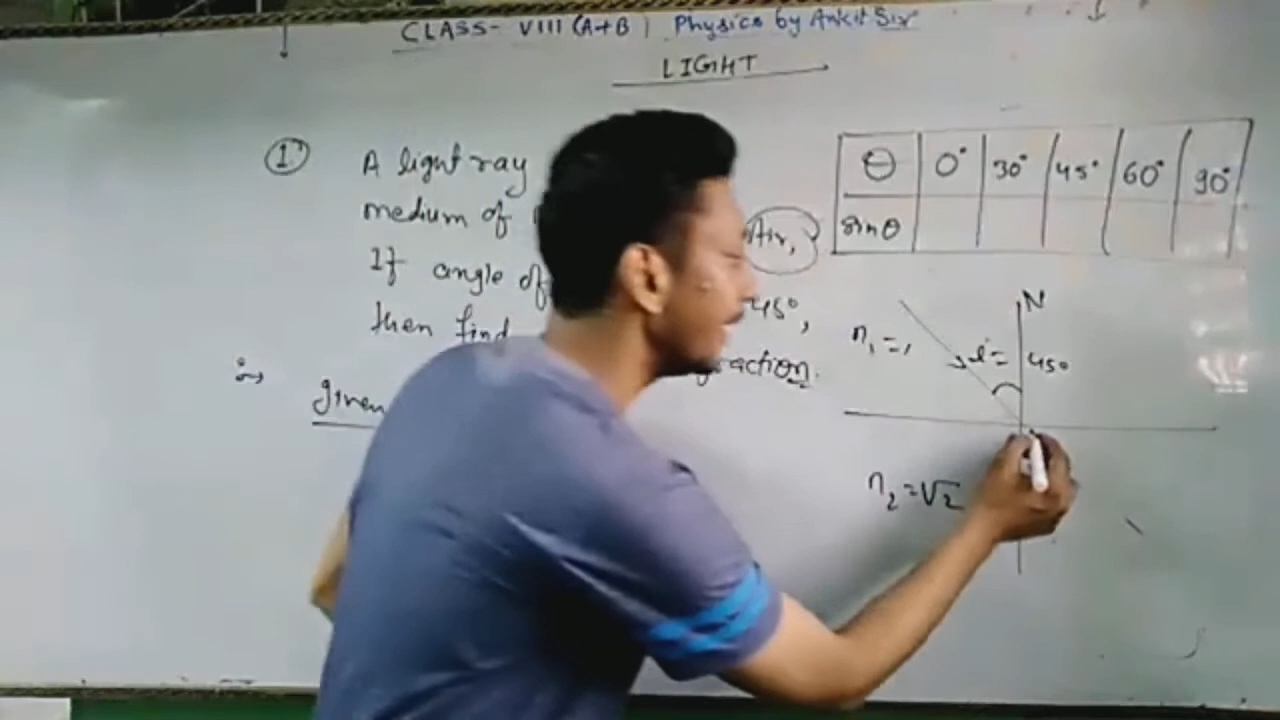 CLASS- VIII (A+B) | Physics by Ankit Sir
LIGHT
1
A light ray
medium of Air,
If angle of 45°,
then find
given
θ 0° 30° 45° 60° 90°
sinθ
N
n₁ = 1
i = 45°
n₂ = √2